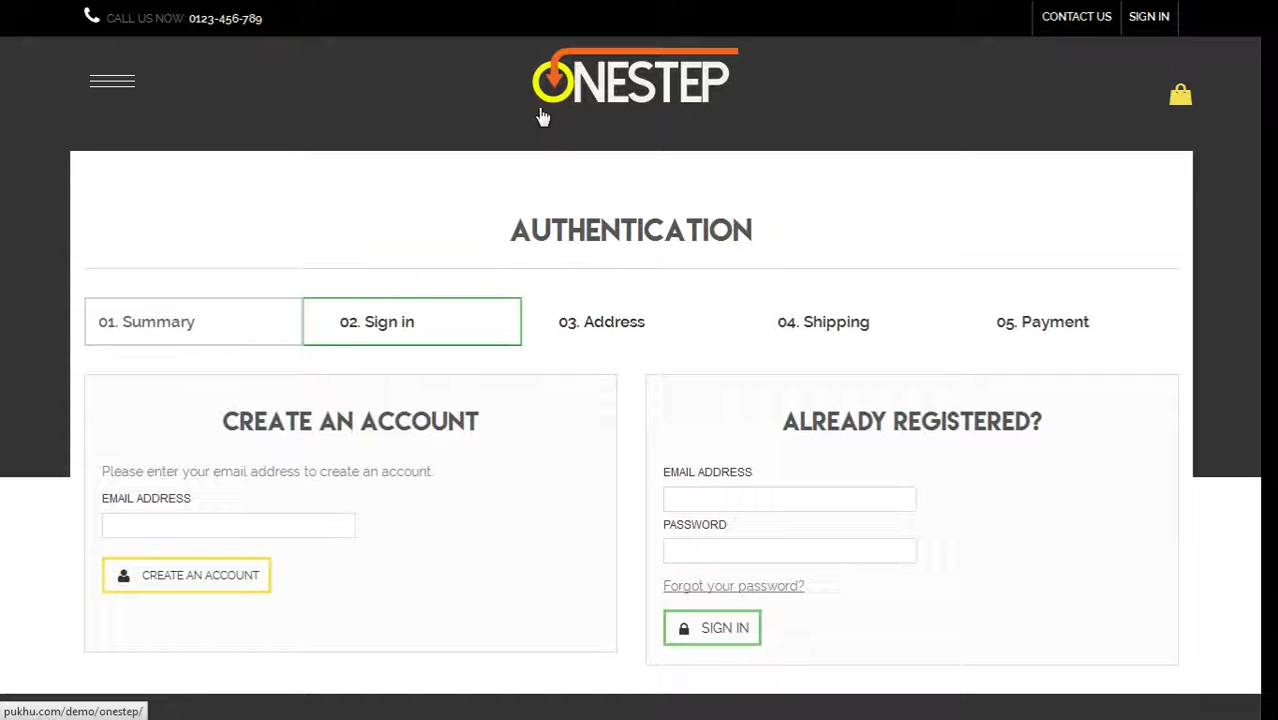 CALL US NOW: 0123-456-789
CONTACT US
SIGN IN
ONESTEP
AUTHENTICATION
01. Summary
02. Sign in
03. Address
04. Shipping
05. Payment
CREATE AN ACCOUNT
Please enter your email address to create an account.
EMAIL ADDRESS
CREATE AN ACCOUNT
ALREADY REGISTERED?
EMAIL ADDRESS
PASSWORD
Forgot your password?
SIGN IN
pukhu.com/demo/onestep/